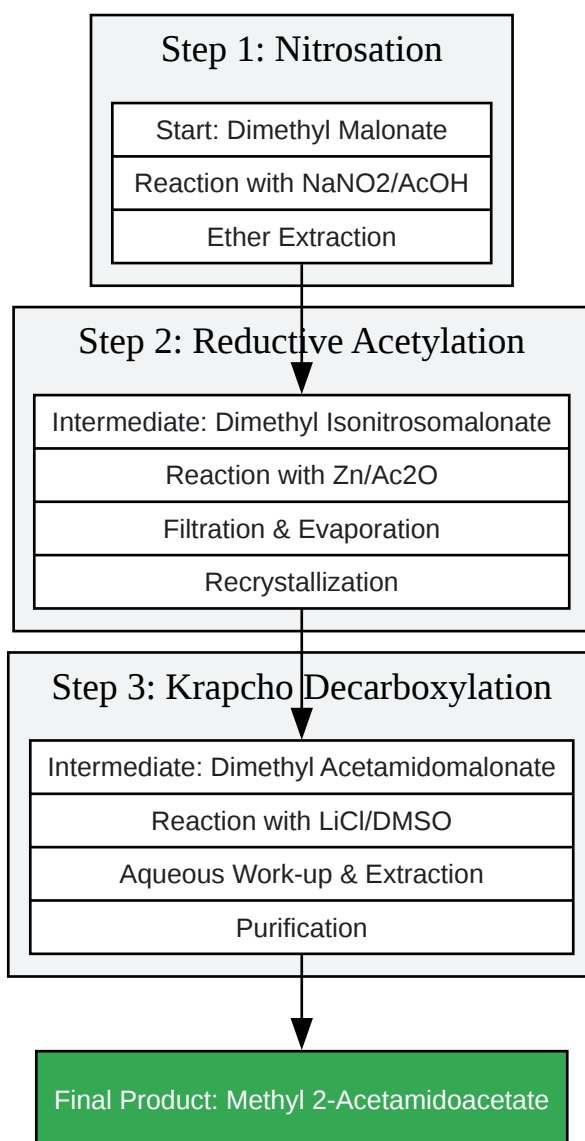 Step 1: Nitrosation
Start: Dimethyl Malonate
Reaction with NaNO2/AcOH
Ether Extraction
Step 2: Reductive Acetylation
Intermediate: Dimethyl Isonitrosomalonate
Reaction with Zn/Ac2O
Filtration & Evaporation
Recrystallization
Step 3: Krapcho Decarboxylation
Intermediate: Dimethyl Acetamidomalonate
Reaction with LiCl/DMSO
Aqueous Work-up & Extraction
Purification
Final Product: Methyl 2-Acetamidoacetate